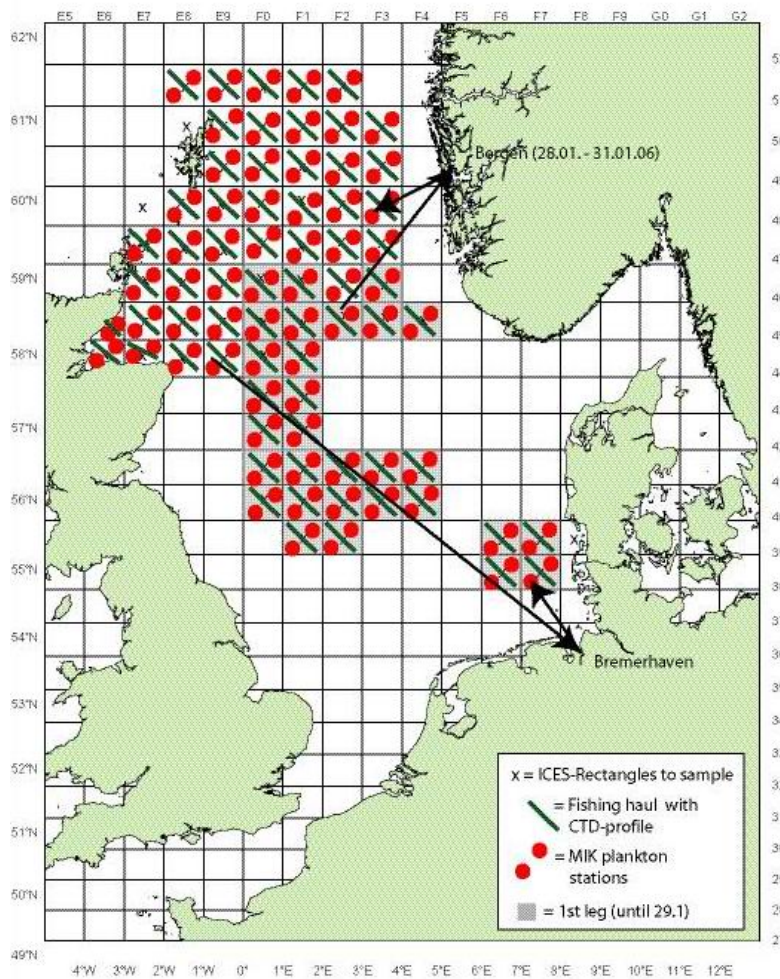 E5 E6 E7 E8 E9 F0 F1 F2 F3 F4 F5 F6 F7 F8 F9 G0 G1 G2
62°N
61°N
Bergen (28.01. - 31.01.06)
60°N
59°N
58°N
57°N
56°N
55°N
54°N
Bremerhaven
53°N
52°N
51°N
50°N
49°N
x = ICES-Rectangles to sample
= Fishing haul with
CTD-profile
= MIK plankton
stations
= 1st leg (until 29.1)
4°W 3°W 2°W 1°W 0° 1°E 2°E 3°E 4°E 5°E 6°E 7°E 8°E 9°E 10°E 11°E 12°E